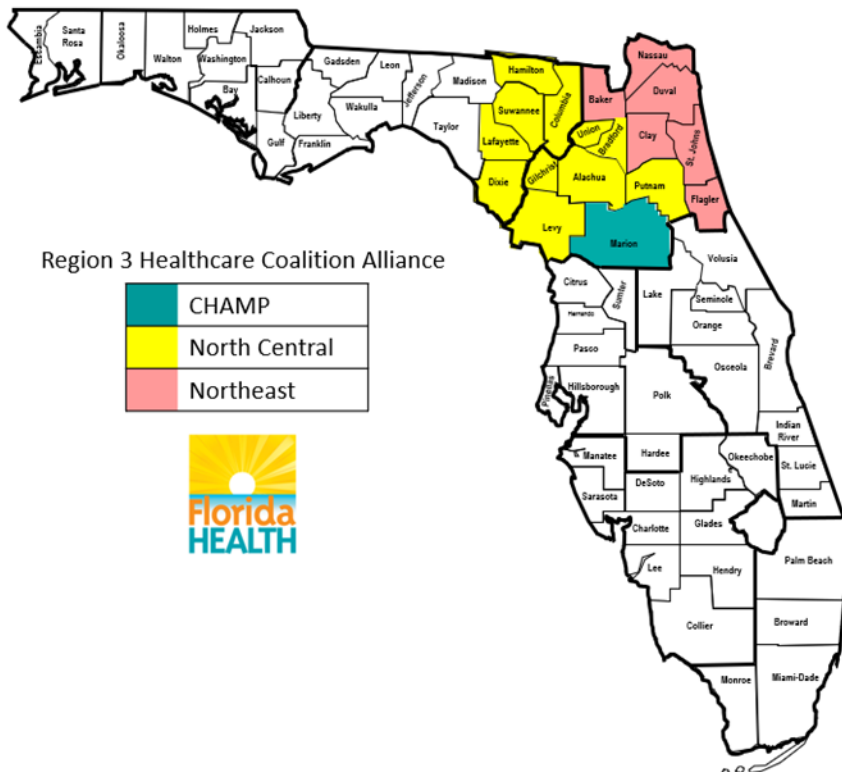 Escambia
Santa
Rosa
Okaloosa
Walton
Holmes
Washington
Jackson
Bay
Calhoun
Gulf
Gadsden
Liberty
Franklin
Leon
Wakulla
Jefferson
Madison
Taylor
Hamilton
Suwannee
Lafayette
Dixie
Columbia
Baker
Union
Bradford
Gilchrist
Alachua
Levy
Nassau
Duval
Clay
St. Johns
Putnam
Flagler
Marion
Volusia
Citrus
Sumter
Lake
Hernando
Seminole
Orange
Pasco
Brevard
Osceola
Pinellas
Hillsborough
Polk
Indian
River
Manatee
Hardee
Okeechobe
St. Lucie
Sarasota
DeSoto
Highlands
Martin
Charlotte
Glades
Lee
Hendry
Palm Beach
Collier
Broward
Monroe
Miami-Dade
Region 3 Healthcare Coalition Alliance
CHAMP
North Central
Northeast
Florida
HEALTH